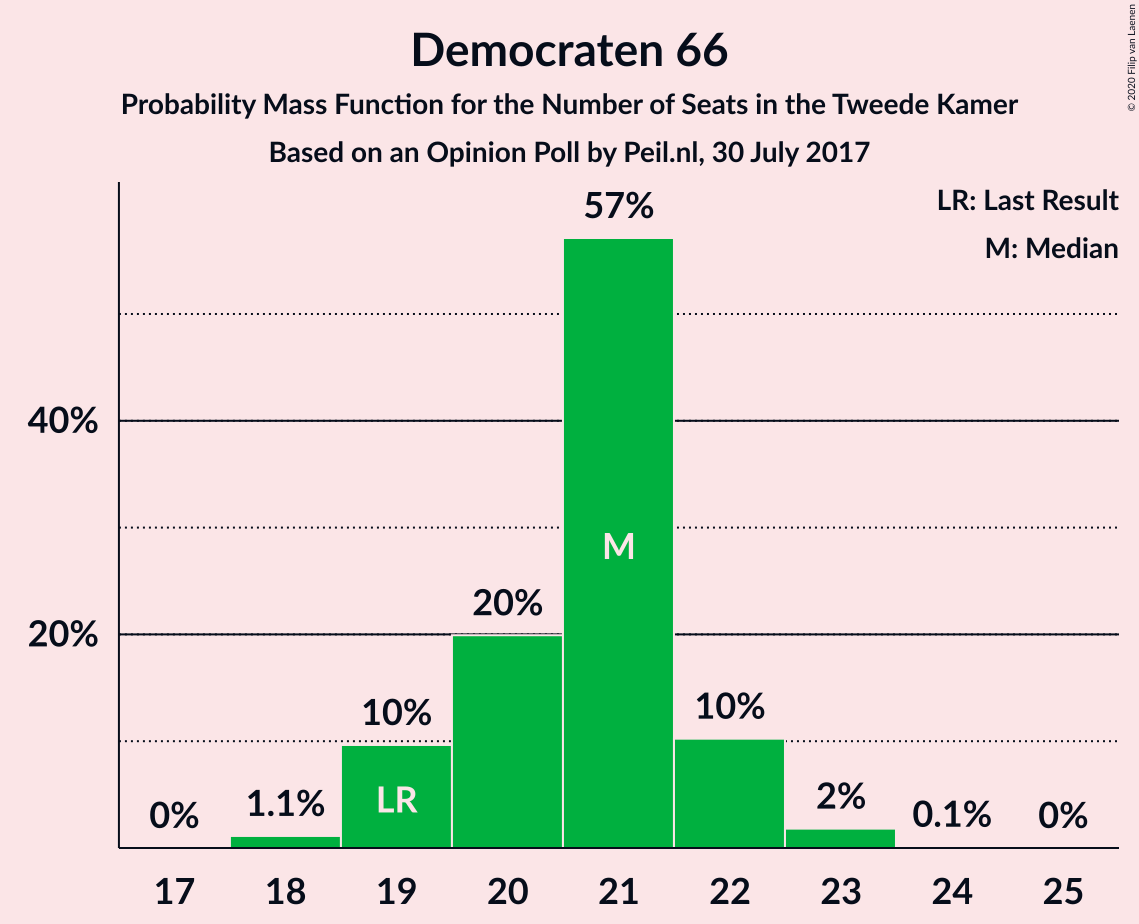 Democraten 66
Probability Mass Function for the Number of Seats in the Tweede Kamer
Based on an Opinion Poll by Peil.nl, 30 July 2017
© 2020 Filip van Laenen
LR: Last Result
M: Median
57%
40%
M
20%
20%
10%
10%
LR
0%
1.1%
2%
0.1%
0%
17 18 19 20 21 22 23 24 25